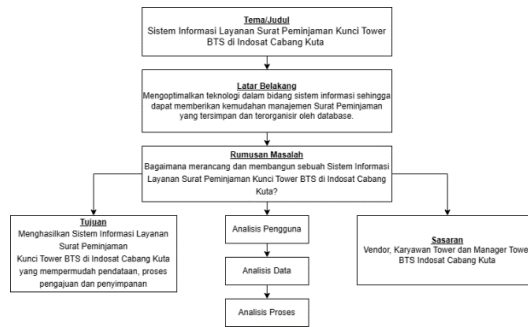 Tema/Judul
Sistem Informasi Layanan Surat Peminjaman Kunci Tower
BTS di Indosat Cabang Kuta
Latar Belakang
Mengoptimalkan teknologi dalam bidang sistem informasi sehingga
dapat memberikan kemudahan manajemen Surat Peminjaman
yang tersimpan dan terorganisir oleh database.
Rumusan Masalah
Bagaimana merancang dan membangun sebuah Sistem Informasi
Layanan Surat Peminjaman Kunci Tower BTS di Indosat Cabang
Kuta?
Tujuan
Menghasilkan Sistem Informasi Layanan
Surat Peminjaman
Kunci Tower BTS di Indosat Cabang Kuta
yang mempermudah pendataan, proses
pengajuan dan penyimpanan
Analisis Pengguna
Analisis Data
Analisis Proses
Sasaran
Vendor, Karyawan Tower dan Manager Tower
BTS Indosat Cabang Kuta